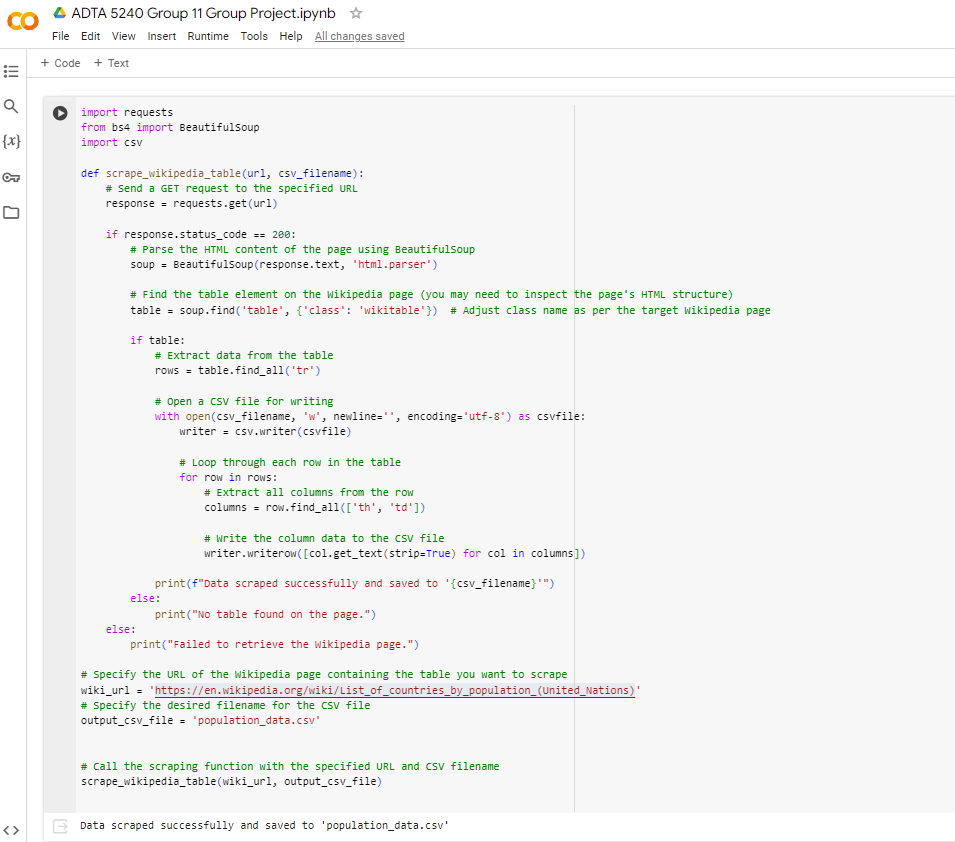 ADTA 5240 Group 11 Group Project.ipynb
File Edit View Insert Runtime Tools Help All changes saved
+ Code + Text
{x}
import requests
from bs4 import BeautifulSoup
import csv
def scrape_wikipedia_table(url, csv_filename):
    # Send a GET request to the specified URL
    response = requests.get(url)
    if response.status_code == 200:
        # Parse the HTML content of the page using BeautifulSoup
        soup = BeautifulSoup(response.text, 'html.parser')
        # Find the table element on the Wikipedia page (you may need to inspect the page's HTML structure)
        table = soup.find('table', {'class': 'wikitable'})  # Adjust class name as per the target Wikipedia page
        if table:
            # Extract data from the table
            rows = table.find_all('tr')
            # Open a CSV file for writing
            with open(csv_filename, 'w', newline='', encoding='utf-8') as csvfile:
                writer = csv.writer(csvfile)
                # Loop through each row in the table
                for row in rows:
                    # Extract all columns from the row
                    columns = row.find_all(['th', 'td'])
                    # Write the column data to the CSV file
                    writer.writerow([col.get_text(strip=True) for col in columns])
            print(f"Data scraped successfully and saved to '{csv_filename}'")
        else:
            print("No table found on the page.")
    else:
        print("Failed to retrieve the Wikipedia page.")
# Specify the URL of the Wikipedia page containing the table you want to scrape
wiki_url = 'https://en.wikipedia.org/wiki/List_of_countries_by_population_(United_Nations)'
# Specify the desired filename for the CSV file
output_csv_file = 'population_data.csv'
# Call the scraping function with the specified URL and CSV filename
scrape_wikipedia_table(wiki_url, output_csv_file)
Data scraped successfully and saved to 'population_data.csv'